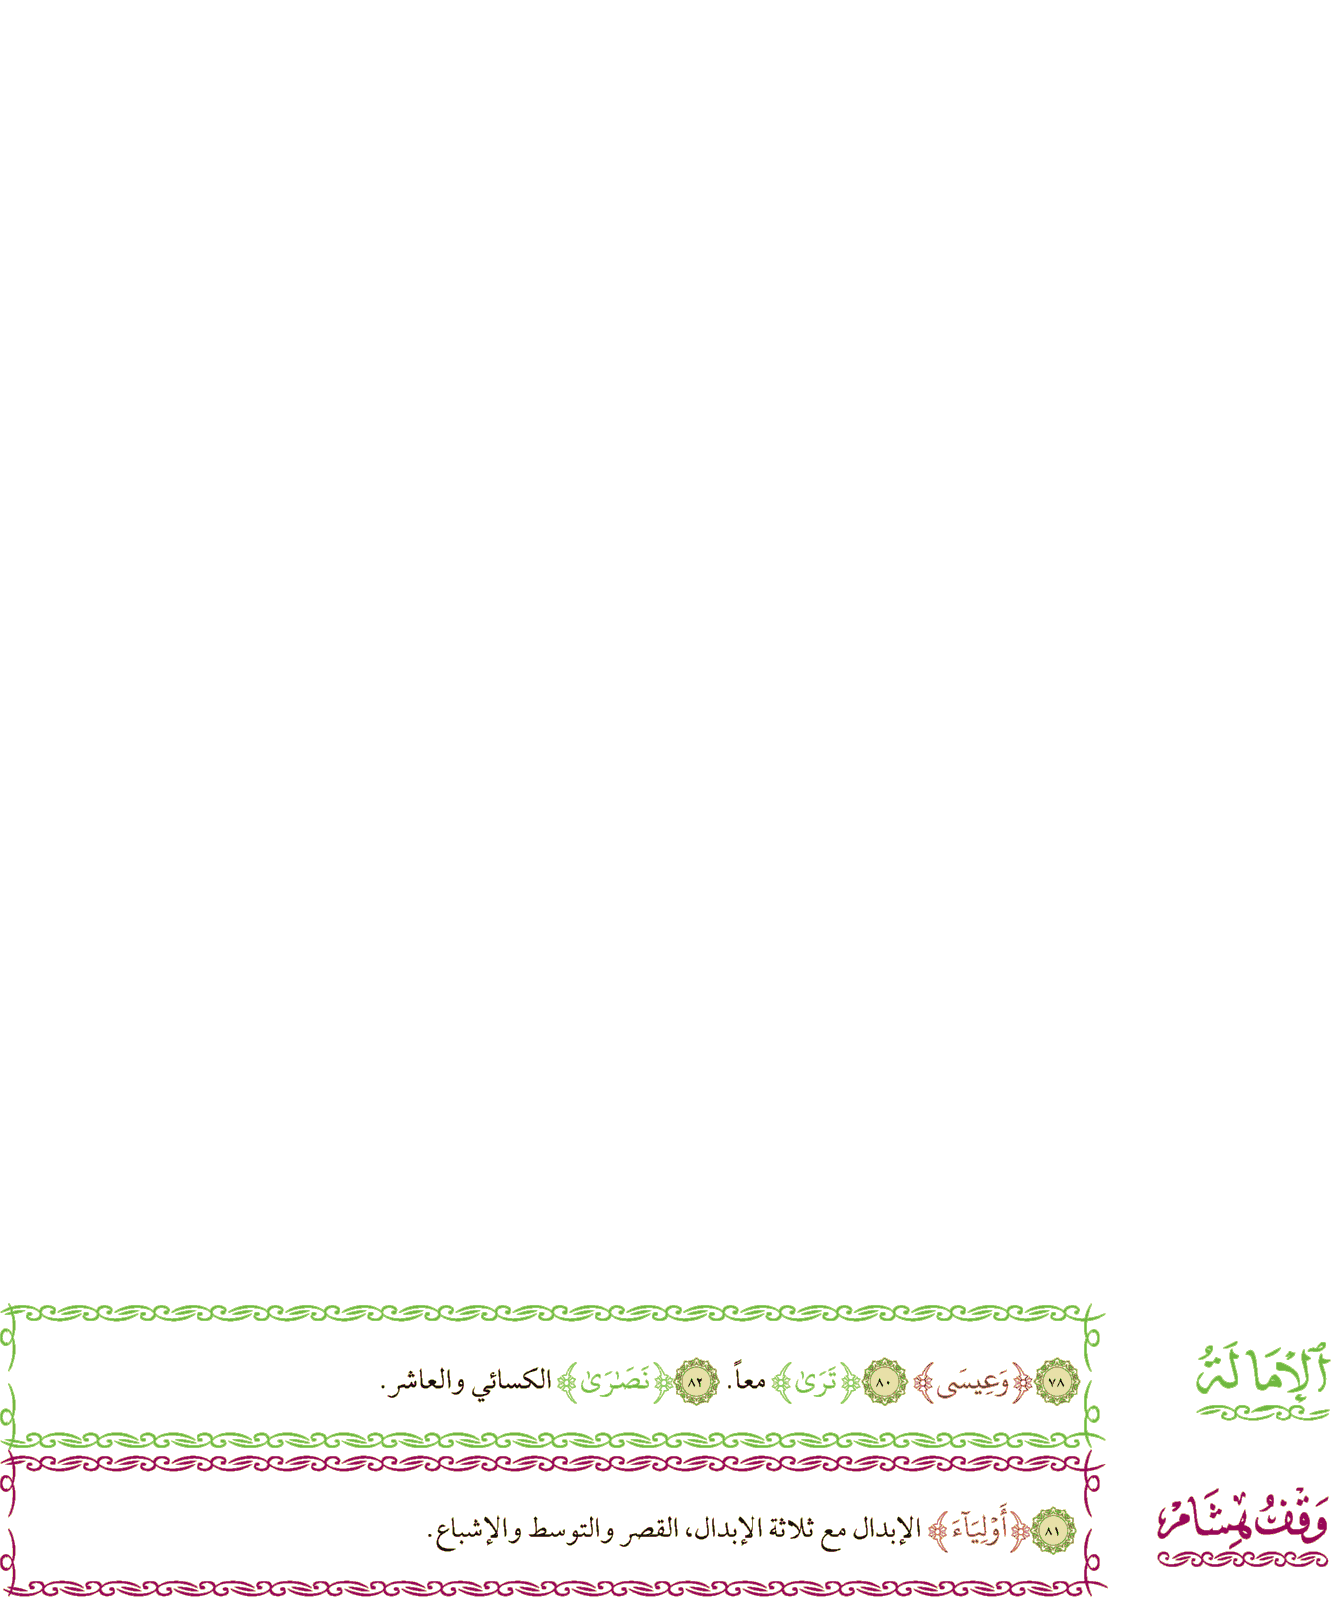 ٱلْإِمَالَةُ
٧٨ ﴿وَعِيسَى﴾ ٨٠ ﴿تَرَىٰ﴾ معاً. ٨٢ ﴿نَصَٰرَىٰ﴾ الكسائي والعاشر.
وَقْفُ هِشَامٍ
٨١ ﴿أَوْلِيَآءَ﴾ الإبدال مع ثلاثة الإبدال، القصر والتوسط والإشباع.